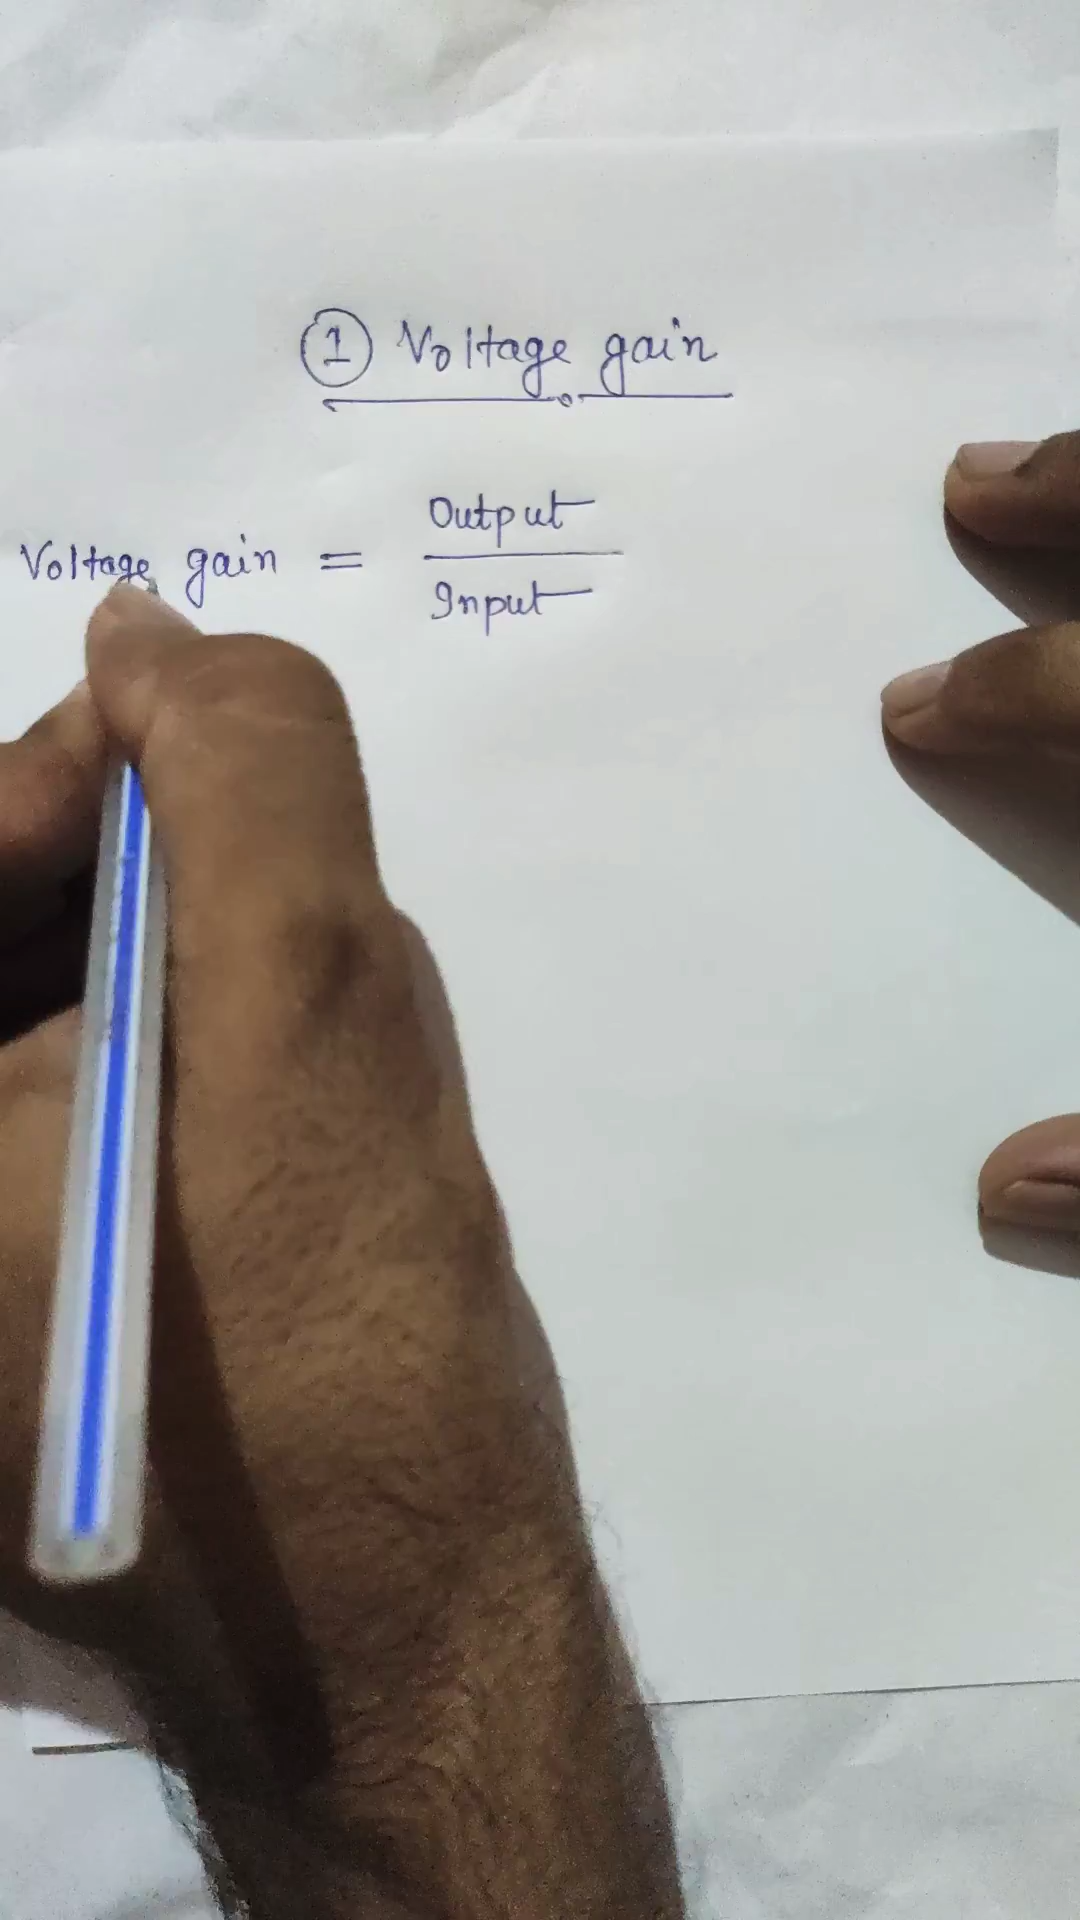 ① Voltage gain
Voltage gain = Output
Input